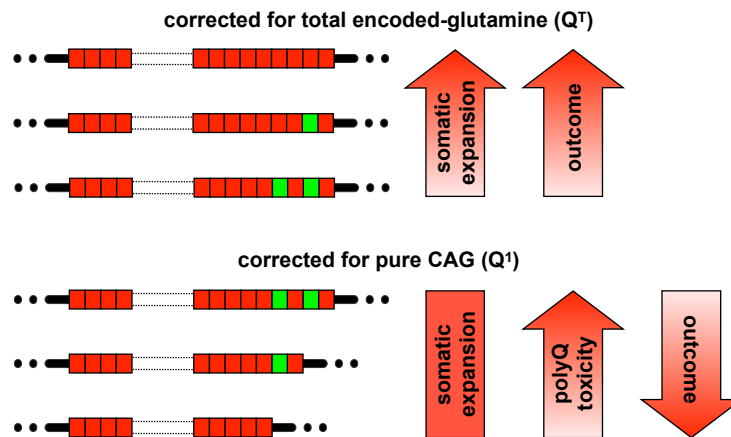 corrected for total encoded-glutamine (Qᵀ)
somatic
expansion
outcome
corrected for pure CAG (Q¹)
somatic
expansion
polyQ
toxicity
outcome